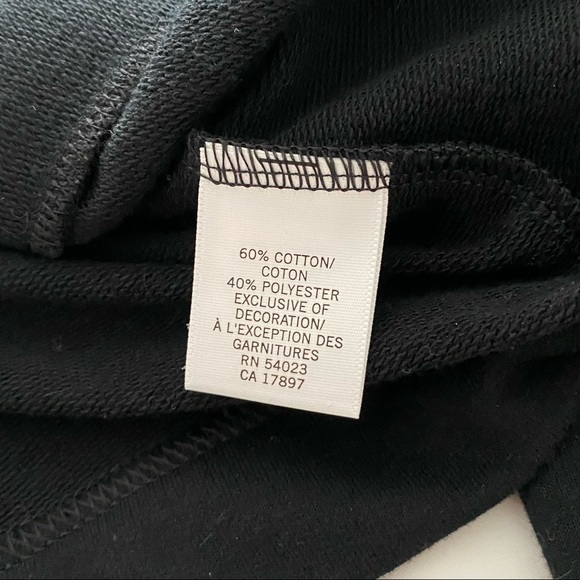 60% COTTON/
COTON
40% POLYESTER
EXCLUSIVE OF
DECORATION/
À L'EXCEPTION DES
GARNITURES
RN 54023
CA 17897